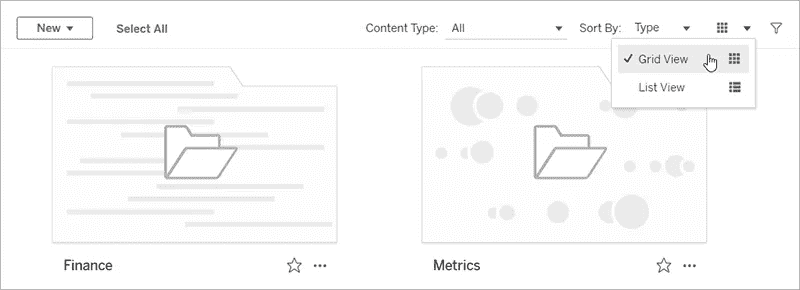 New
Select All
Content Type: All
Sort By: Type
Grid View
List View
Finance
Metrics